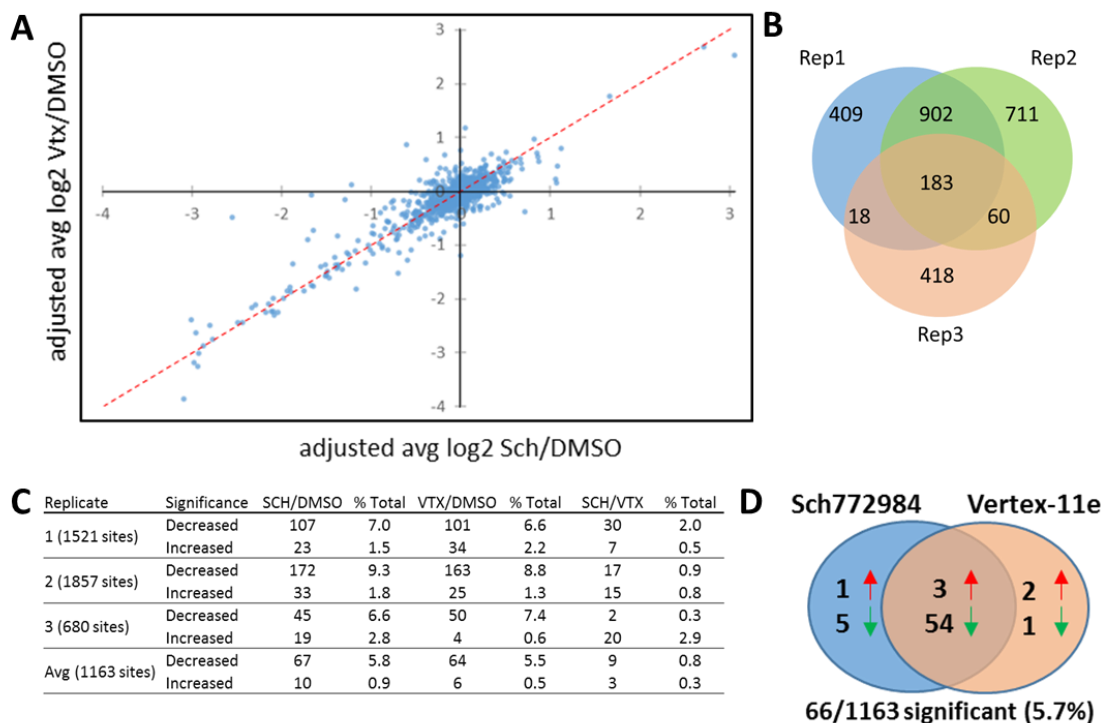 A
adjusted avg log2 Vtx/DMSO
3
2
1
0
-4
-3
-2
-1
0
1
2
3
-1
-2
-3
-4
adjusted avg log2 Sch/DMSO
B
Rep1
Rep2
409
902
711
183
18
60
418
Rep3
C
Replicate Significance SCH/DMSO % Total VTX/DMSO % Total SCH/VTX % Total
1 (1521 sites)
Decreased 107 7.0 101 6.6 30 2.0
Increased 23 1.5 34 2.2 7 0.5
2 (1857 sites)
Decreased 172 9.3 163 8.8 17 0.9
Increased 33 1.8 25 1.3 15 0.8
3 (680 sites)
Decreased 45 6.6 50 7.4 2 0.3
Increased 19 2.8 4 0.6 20 2.9
Avg (1163 sites)
Decreased 67 5.8 64 5.5 9 0.8
Increased 10 0.9 6 0.5 3 0.3
D
Sch772984 Vertex-11e
1 3 2
5 54 1
66/1163 significant (5.7%)